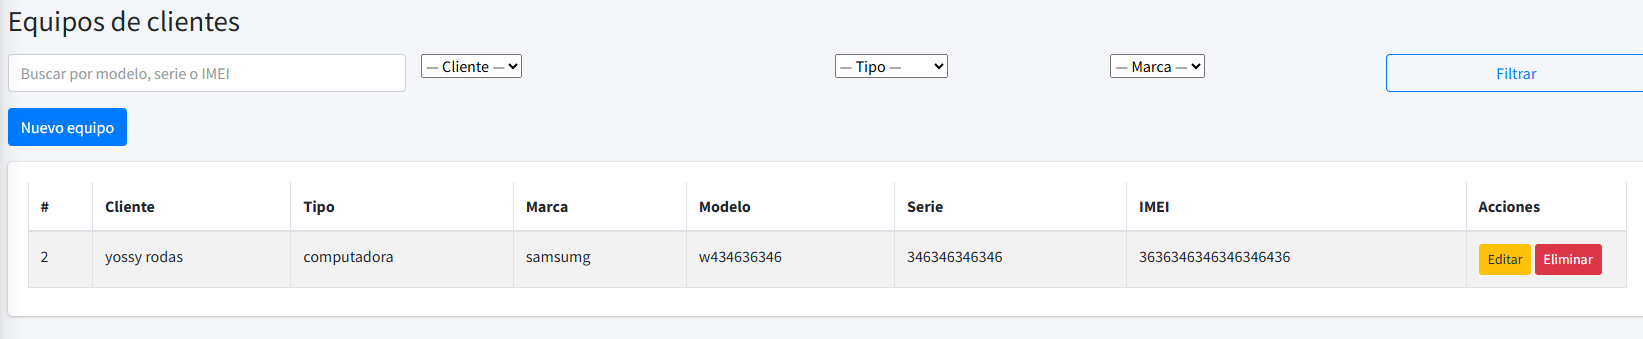 Equipos de clientes
Buscar por modelo, serie o IMEI — Cliente — — Tipo — — Marca — Filtrar
Nuevo equipo
# Cliente Tipo Marca Modelo Serie IMEI Acciones
2 yossy rodas computadora samsumg w434636346 346346346346 3636346346346346436 Editar Eliminar